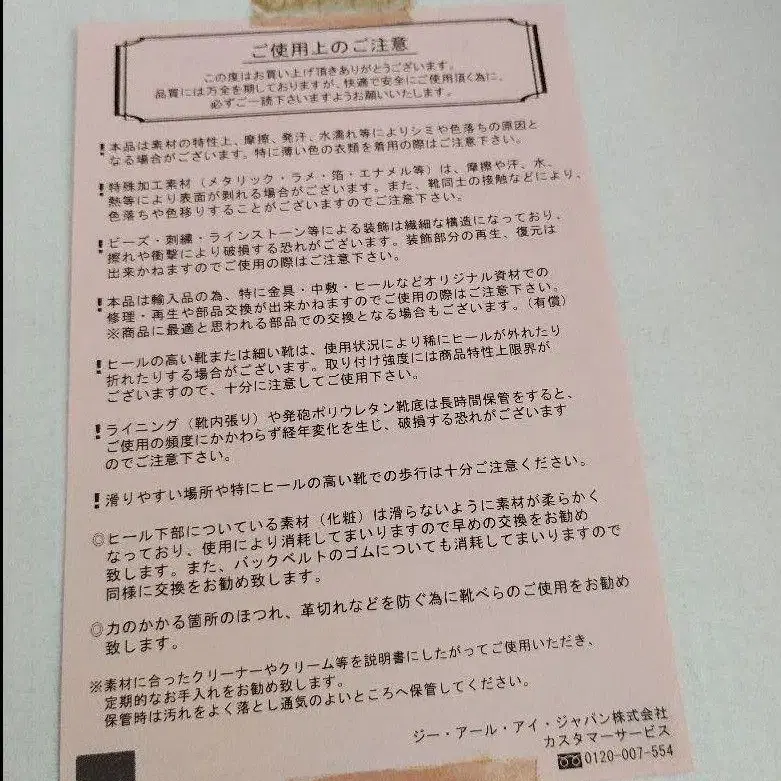 ご使用上のご注意
この度はお買い上げ頂きありがとうございます。
品質には万全を期しておりますが、快適で安全にご使用頂く為に、
必ずご一読下さいますようお願いいたします。
！本品は素材の特性上、摩擦、発汗、水濡れ等によりシミや色落ちの原因と
なる場合がございます。特に薄い色の衣類を着用の際はご注意下さい。
！特殊加工素材（メタリック・ラメ・箔・エナメル等）は、摩擦や汗、水、
熱等により表面が剥れる場合がございます。また、靴同士の接触などにより、
色落ちや色移りすることがございますのでご注意下さい。
！ビーズ・刺繍・ラインストーン等による装飾は繊細な構造になっており、
擦れや衝撃により破損する恐れがございます。装飾部分の再生、復元は
出来かねますのでご使用の際はご注意下さい。
！本品は輸入品の為、特に金具・中敷・ヒールなどオリジナル資材での
修理・再生や部品交換が出来かねますのでご使用の際はご注意下さい。
※商品に最適と思われる部品での交換となる場合もございます。（有償）
！ヒールの高い靴または細い靴は、使用状況により稀にヒールが外れたり
折れたりする場合がございます。取り付け強度には商品特性上限界が
ございますので、十分に注意してご使用下さい。
！ライニング（靴内張り）や発砲ポリウレタン靴底は長時間保管をすると、
ご使用の頻度にかかわらず経年変化を生じ、破損する恐れがございます
のでご注意下さい。
！滑りやすい場所や特にヒールの高い靴での歩行は十分ご注意ください。
◎ヒール下部についている素材（化粧）は滑らないように素材が柔らかく
なっており、使用により消耗してまいりますので早めの交換をお勧め
致します。また、バックベルトのゴムについても消耗してまいりますので
同様に交換をお勧め致します。
◎力のかかる箇所のほつれ、革切れなどを防ぐ為に靴べらのご使用をお勧め
致します。
※素材に合ったクリーナーやクリーム等を説明書にしたがってご使用いただき、
定期的なお手入れをお勧め致します。
保管時は汚れをよく落とし通気のよいところへ保管してください。
ジー・アール・アイ・ジャパン株式会社
カスタマーサービス
0120-007-554